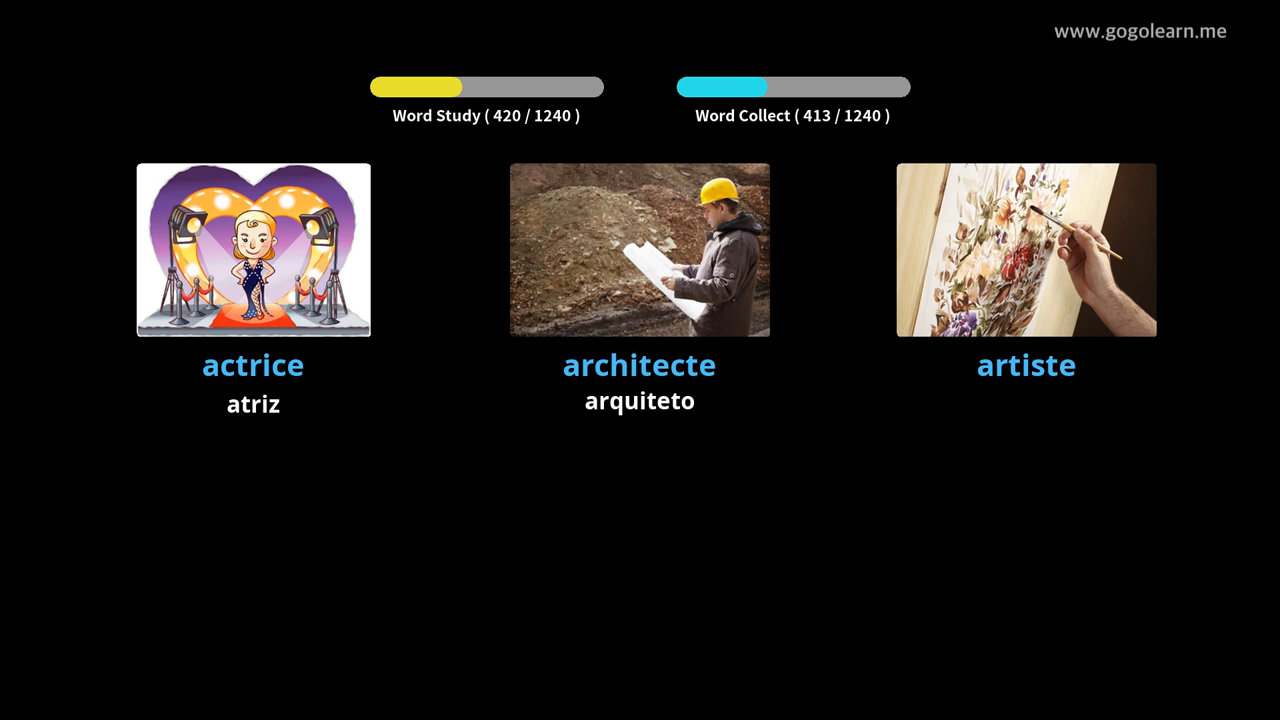 www.gogolearn.me
Word Study ( 420 / 1240 )
Word Collect ( 413 / 1240 )
actrice
atriz
architecte
arquiteto
artiste